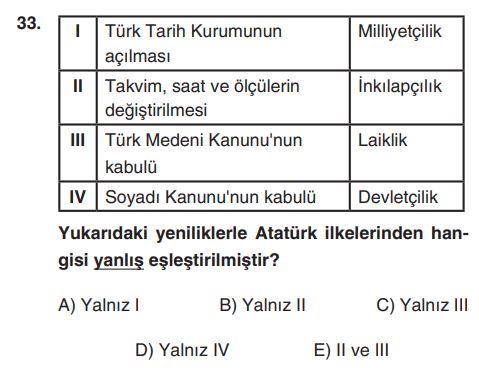 33.
I Türk Tarih Kurumunun Milliyetçilik
açılması
II Takvim, saat ve ölçülerin İnkılapçılık
değiştirilmesi
III Türk Medeni Kanunu'nun Laiklik
kabulü
IV Soyadı Kanunu'nun kabulü Devletçilik
Yukarıdaki yeniliklerle Atatürk ilkelerinden han-
gisi yanlış eşleştirilmiştir?
A) Yalnız I B) Yalnız II C) Yalnız III
D) Yalnız IV E) II ve III